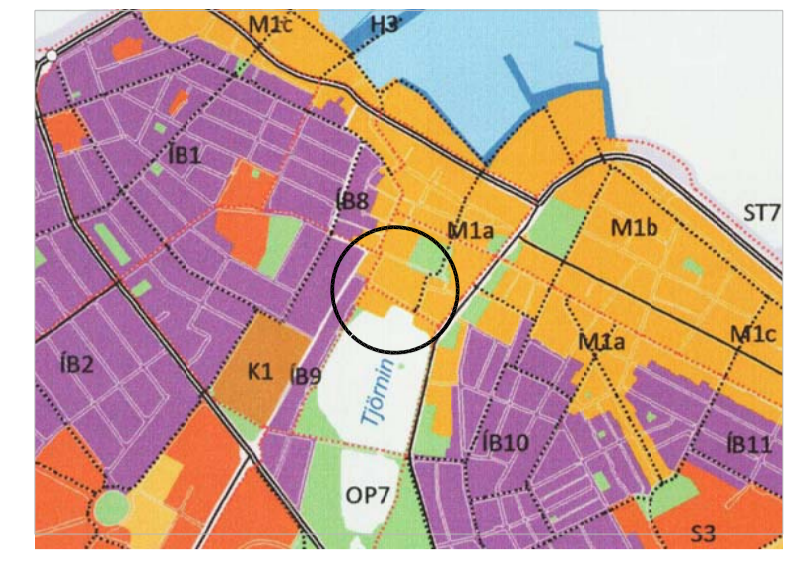 M1c
H3
ÍB1
ÍB8
M1a
M1b
ST7
M1a
M1c
ÍB2
K1
ÍB9
Tjörnin
ÍB10
ÍB11
OP7
S3